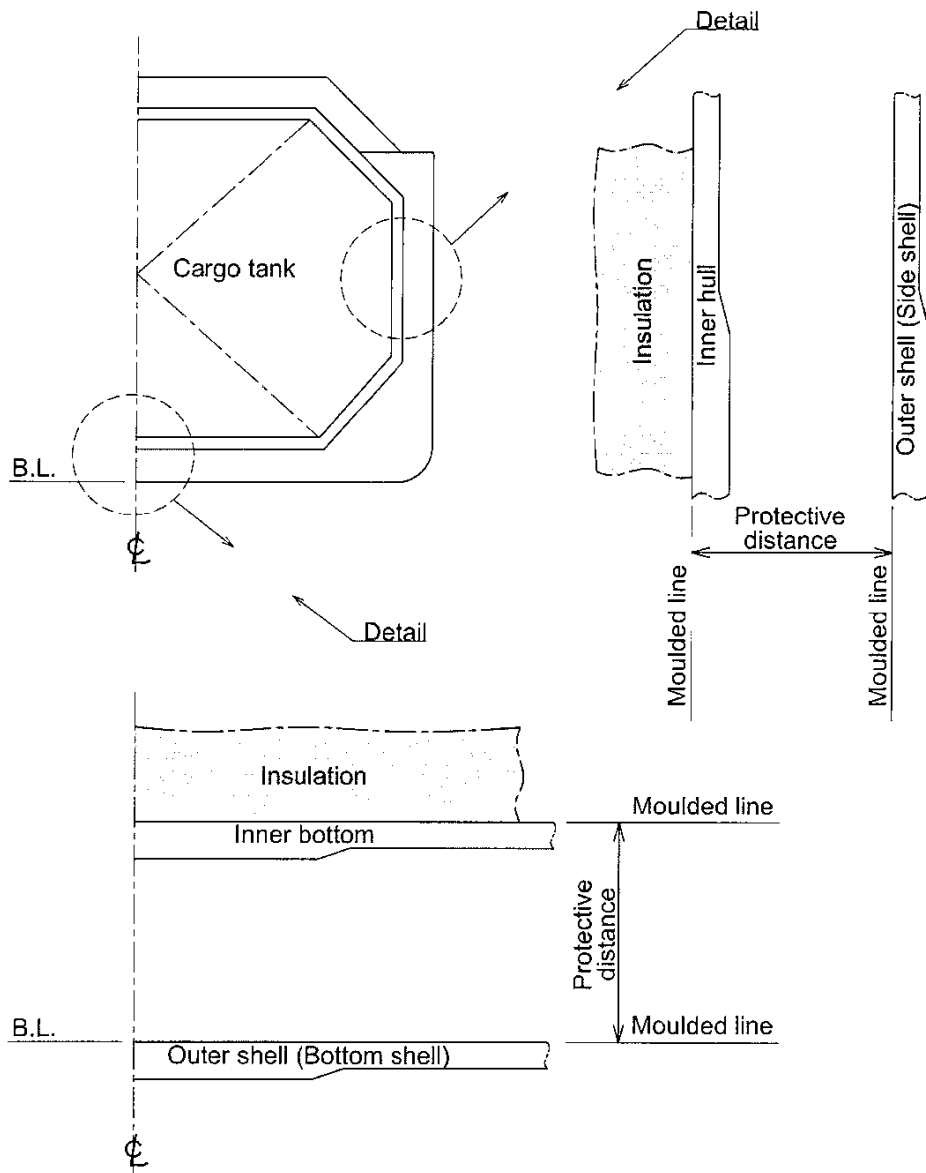 Detail
Cargo tank
B.L.
℄
Insulation
Inner hull
Outer shell (Side shell)
Protective
distance
Moulded line
Moulded line
Detail
Insulation
Moulded line
Inner bottom
Protective
distance
B.L.
Moulded line
Outer shell (Bottom shell)
℄